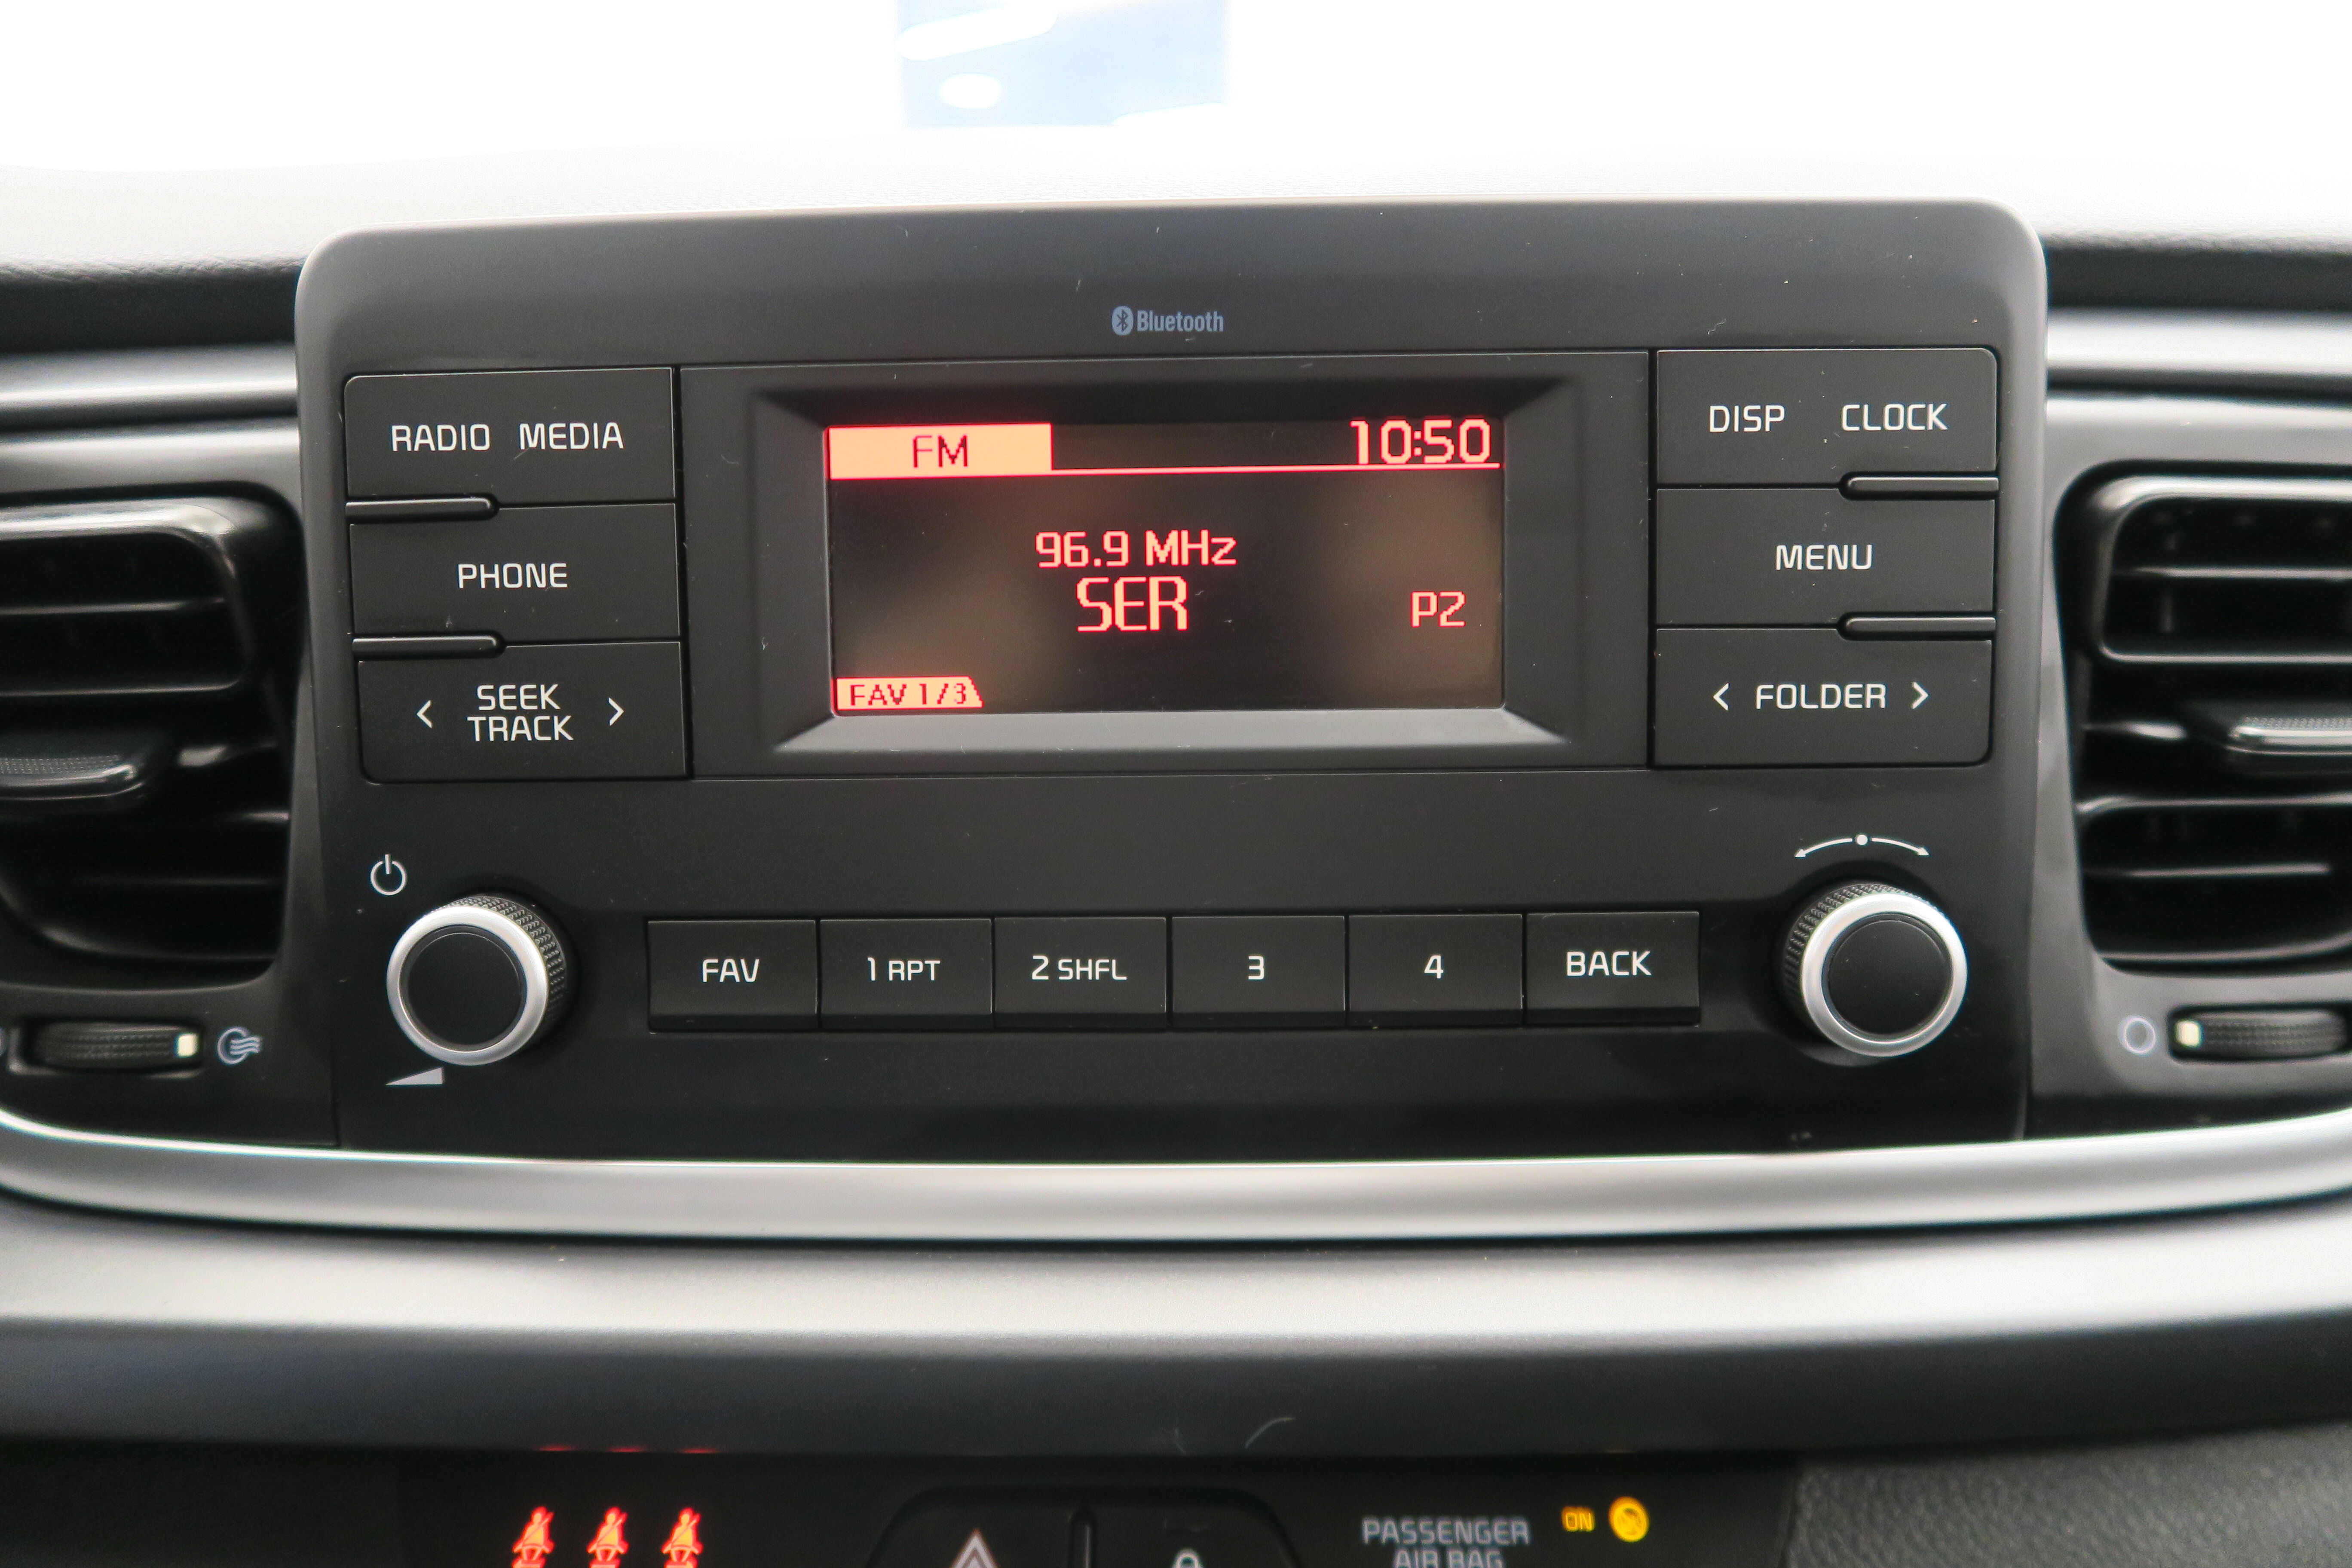 Bluetooth
RADIO MEDIA
PHONE
< SEEK TRACK >
FM 10:50
96.9 MHz
SER P2
FAV 1/3
DISP CLOCK
MENU
< FOLDER >
FAV 1 RPT 2 SHFL 3 4 BACK
PASSENGER ON
AIR BAG